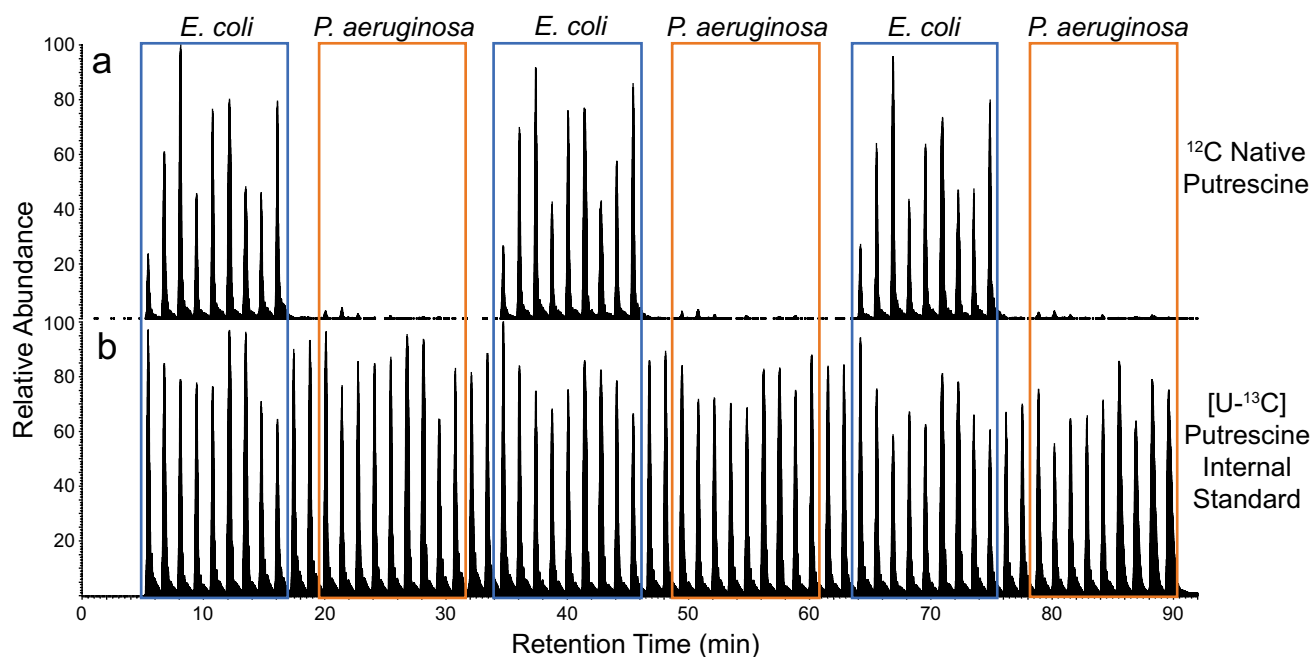 E. coli P. aeruginosa E. coli P. aeruginosa E. coli P. aeruginosa
a
100
80
60
40
20
¹²C Native
Putrescine
b
100
80
60
40
20
[U-¹³C]
Putrescine
Internal
Standard
Relative Abundance
0 10 20 30 40 50 60 70 80 90
Retention Time (min)